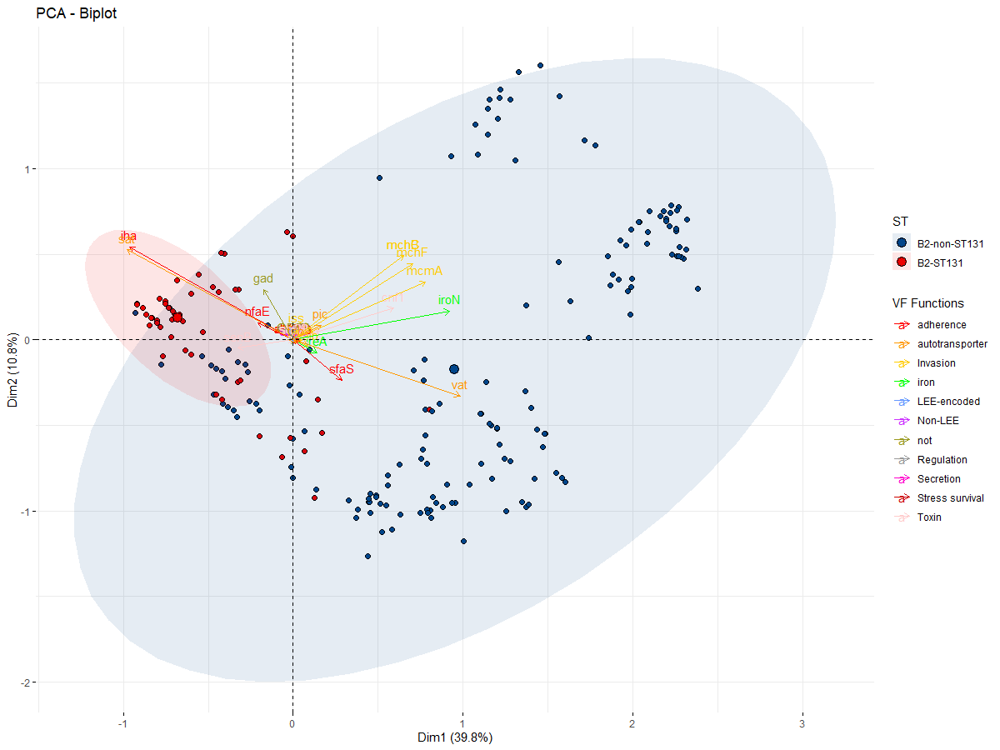 PCA - Biplot
Dim2 (10.8%)
1
0
-1
-2
iha
sat
mchB
mchF
mcmA
gad
iroN
nfaE
iss
pic
sfaS
vat
-1
0
1
2
3
Dim1 (39.8%)
ST
B2-non-ST131
B2-ST131
VF Functions
a adherence
a autotransporter
a Invasion
a iron
a LEE-encoded
a Non-LEE
a not
a Regulation
a Secretion
a Stress survival
a Toxin